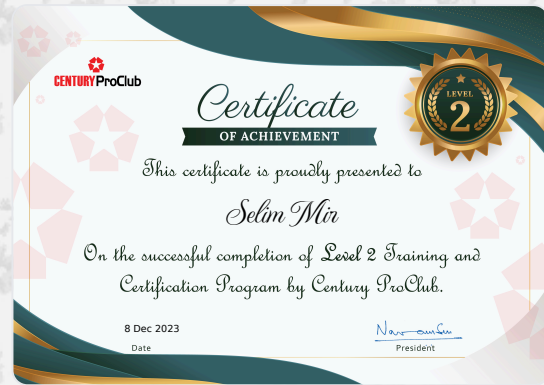 CENTURY ProClub
Certificate
OF ACHIEVEMENT
LEVEL
2
This certificate is proudly presented to
Selim Mir
On the successful completion of Level 2 Training and
Certification Program by Century ProClub.
8 Dec 2023
Date
President